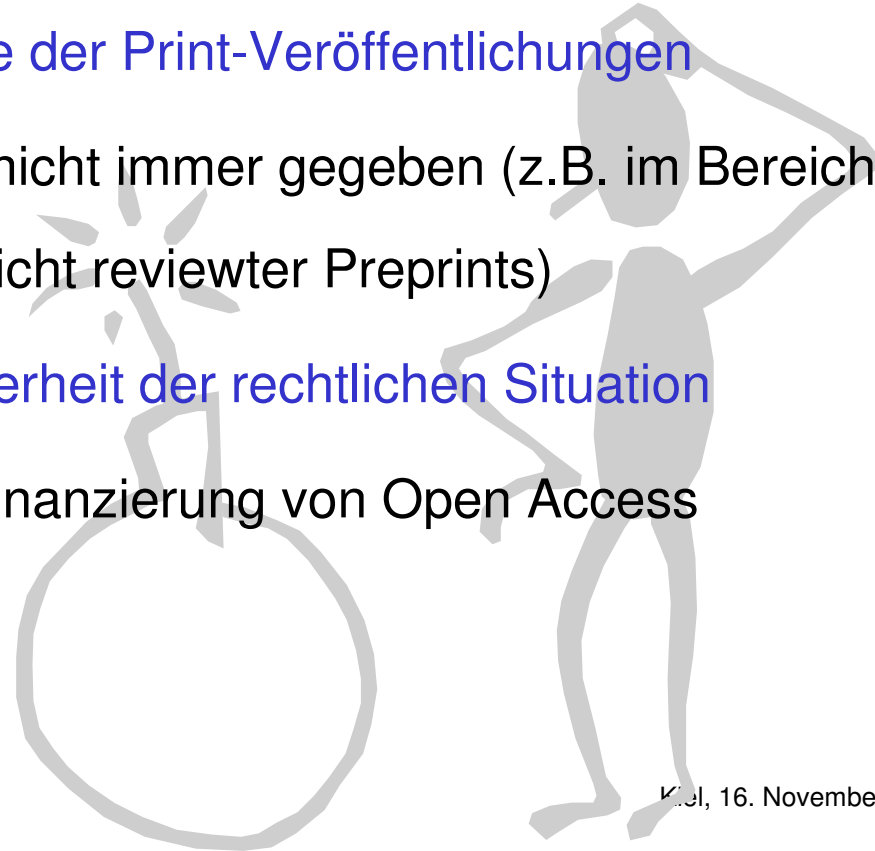 e der Print-Veröffentlichungen
nicht immer gegeben (z.B. im Bereich
icht reviewter Preprints)
erheit der rechtlichen Situation
nanzierung von Open Access
Kiel, 16. Novembe